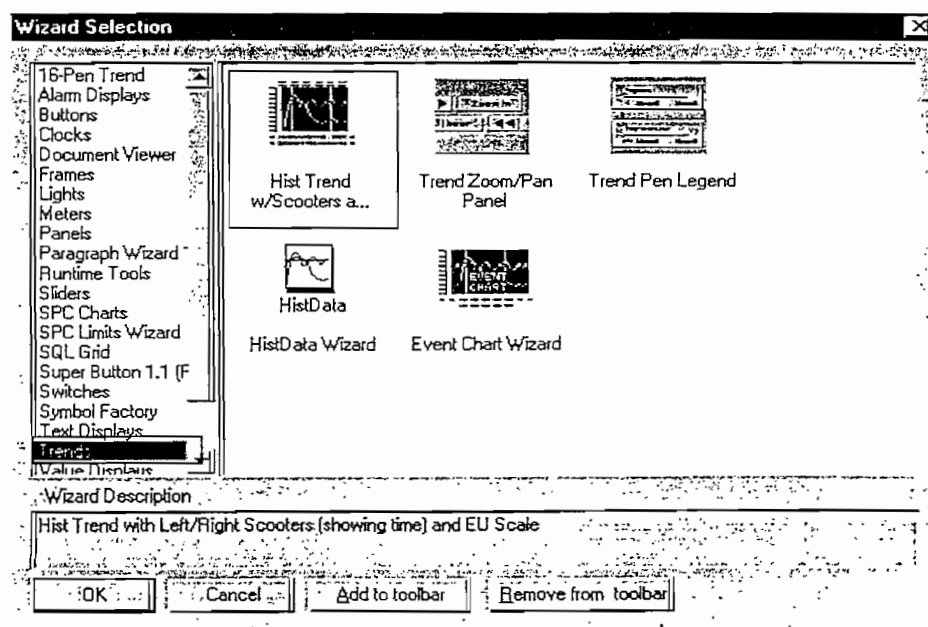 Wizard Selection
16-Pen Trend
Alarm Displays
Buttons
Clocks
Document Viewer
Frames
Lights
Meters
Panels
Paragraph Wizard
Runtime Tools
Sliders
SPC Charts
SPC Limits Wizard
SQL Grid
Super Button 1.1 (F
Switches
Symbol Factory
Text Displays
Trends
Value Displays
Hist Trend
w/Scooters a...
Zoom In
Trend Zoom/Pan
Panel
Trend Pen Legend
HistData
HistData Wizard
EVENT
CHART
Event Chart Wizard
Wizard Description
Hist Trend with Left/Right Scooters (showing time) and EU Scale
OK
Cancel
Add to toolbar
Remove from toolbar